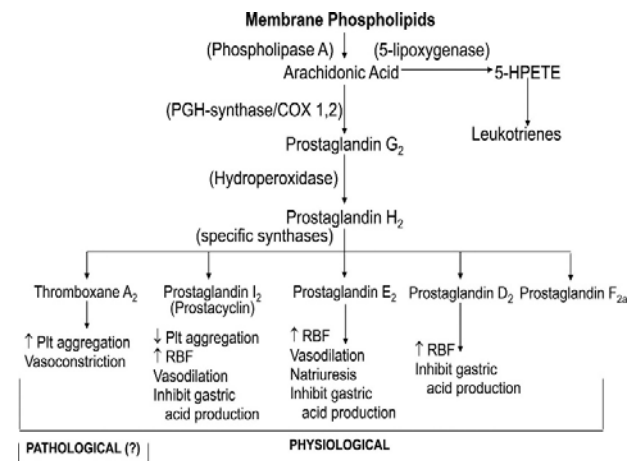 Membrane Phospholipids
(Phospholipase A) (5-lipoxygenase)
Arachidonic Acid 5-HPETE
(PGH-synthase/COX 1,2)
Leukotrienes
Prostaglandin G2
(Hydroperoxidase)
Prostaglandin H2
(specific synthases)
Thromboxane A2 Prostaglandin I2 Prostaglandin E2 Prostaglandin D2 Prostaglandin F2a
(Prostacyclin)
↑ Plt aggregation
Vasoconstriction
↓ Plt aggregation
↑ RBF
Vasodilation
Inhibit gastric
acid production
↑ RBF
Vasodilation
Natriuresis
Inhibit gastric
acid production
↑ RBF
Inhibit gastric
acid production
PATHOLOGICAL (?) PHYSIOLOGICAL